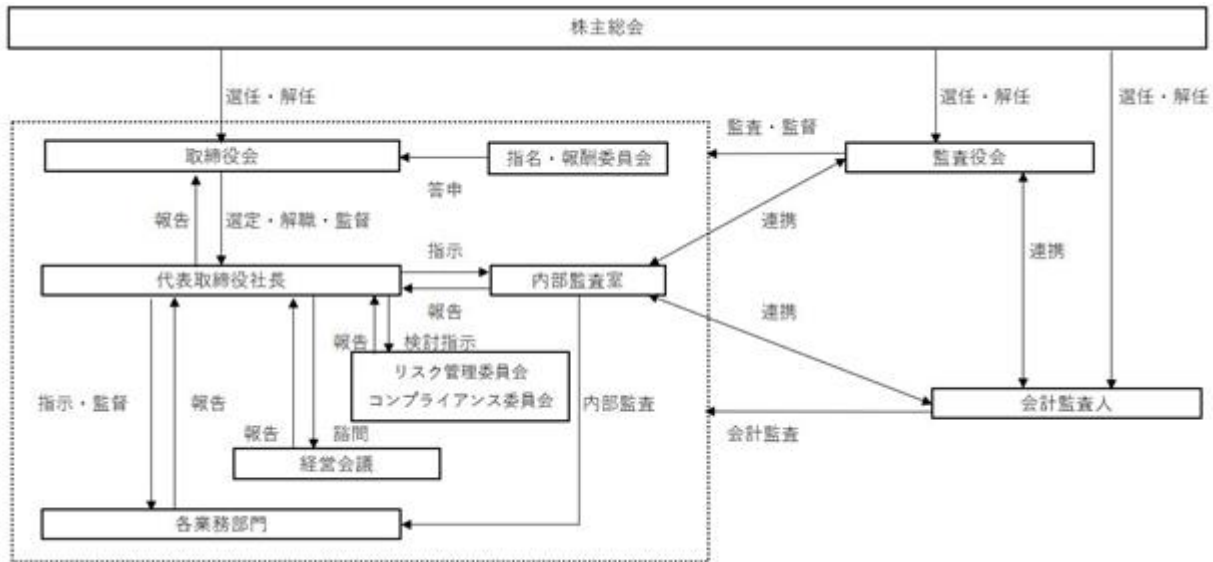 株主総会
選任・解任
選任・解任
選任・解任
監査・監督
取締役会
指名・報酬委員会
監査役会
答申
報告
選定・解職・監督
連携
指示
連携
代表取締役社長
内部監査室
報告
連携
報告
検討指示
リスク管理委員会
コンプライアンス委員会
指示・監督
報告
内部監査
会計監査人
報告
諮問
会計監査
経営会議
各業務部門